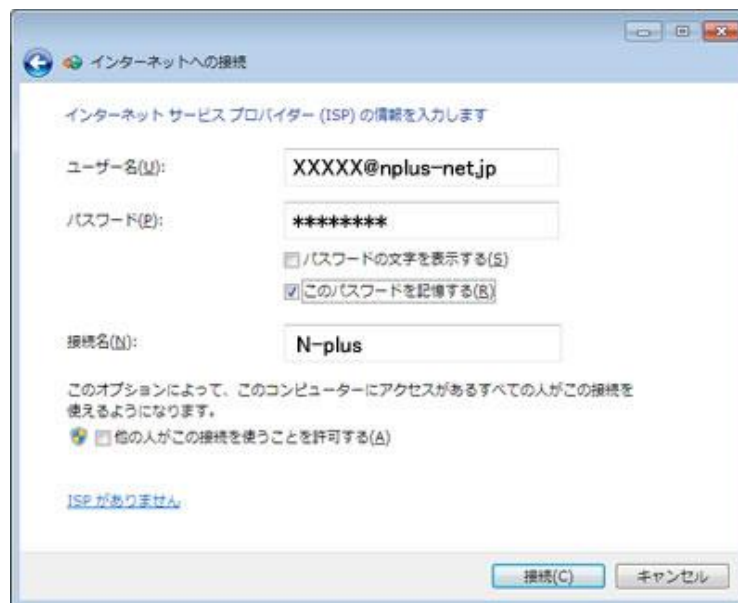 インターネットへの接続
インターネット サービス プロバイダー (ISP) の情報を入力します
ユーザー名(U):
XXXXX@nplus-net.jp
パスワード(P):
********
パスワードの文字を表示する(S)
このパスワードを記憶する(R)
接続名(N):
N-plus
このオプションによって、このコンピューターにアクセスがあるすべての人がこの接続を
使えるようになります。
他の人がこの接続を使うことを許可する(A)
ISP がありません
接続(C)
キャンセル